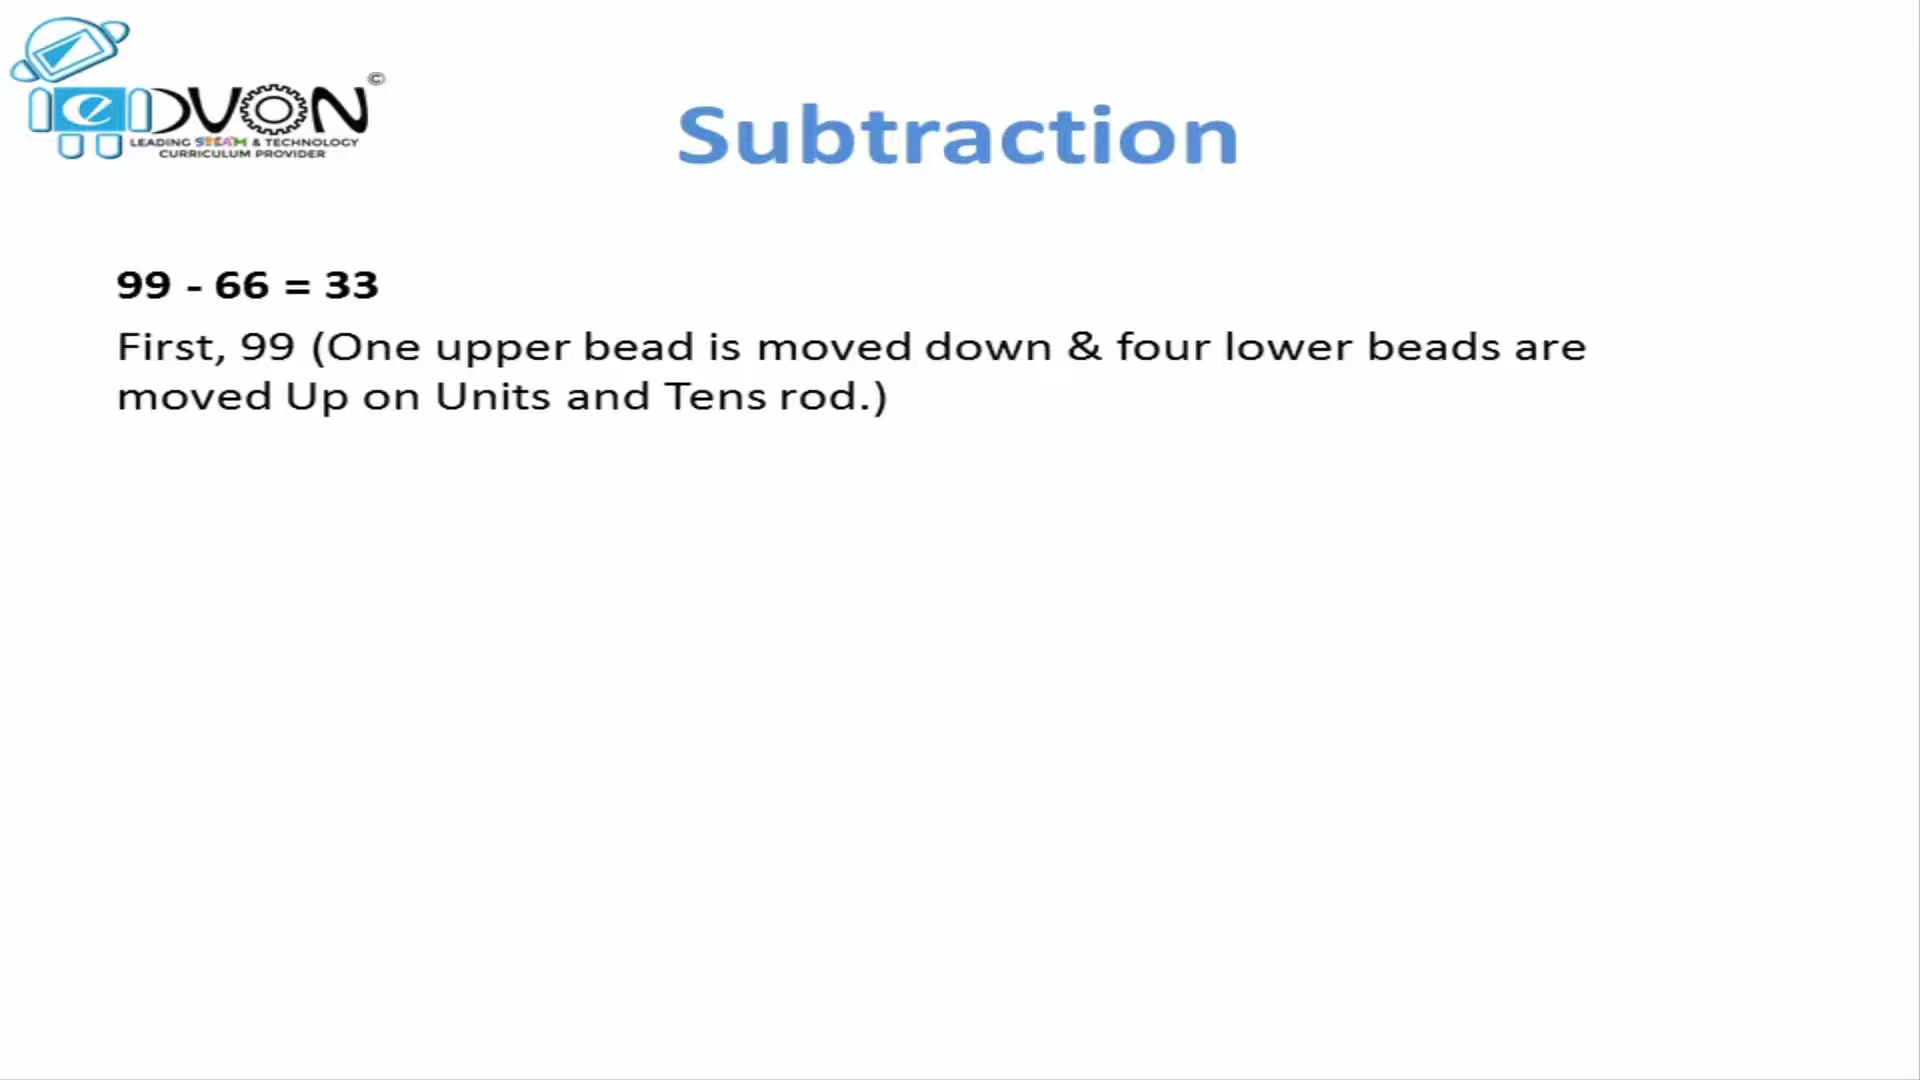 ©
eDVON
LEADING STEAM & TECHNOLOGY
CURRICULUM PROVIDER
Subtraction
99 - 66 = 33
First, 99 (One upper bead is moved down & four lower beads are
moved Up on Units and Tens rod.)